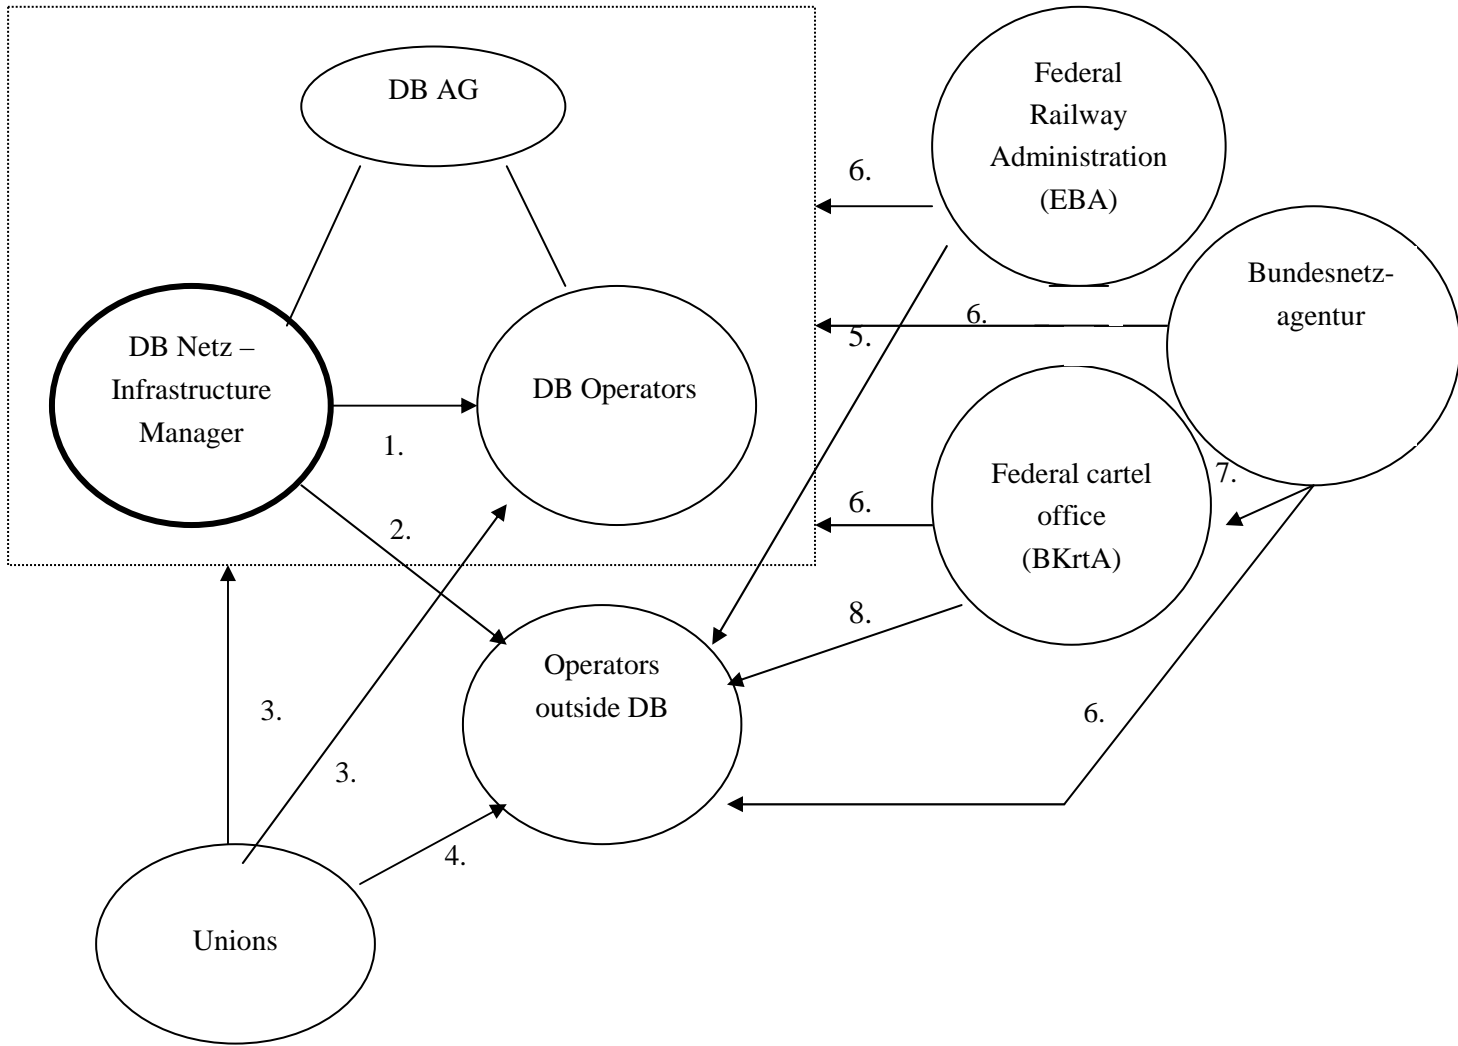 DB AG
Federal
Railway
Administration
(EBA)
6.
Bundesnetz-
agentur
6.
5.
DB Netz –
Infrastructure
Manager
DB Operators
1.
Federal cartel
office
(BKrtA)
7.
6.
2.
8.
Operators
outside DB
6.
3.
3.
4.
Unions